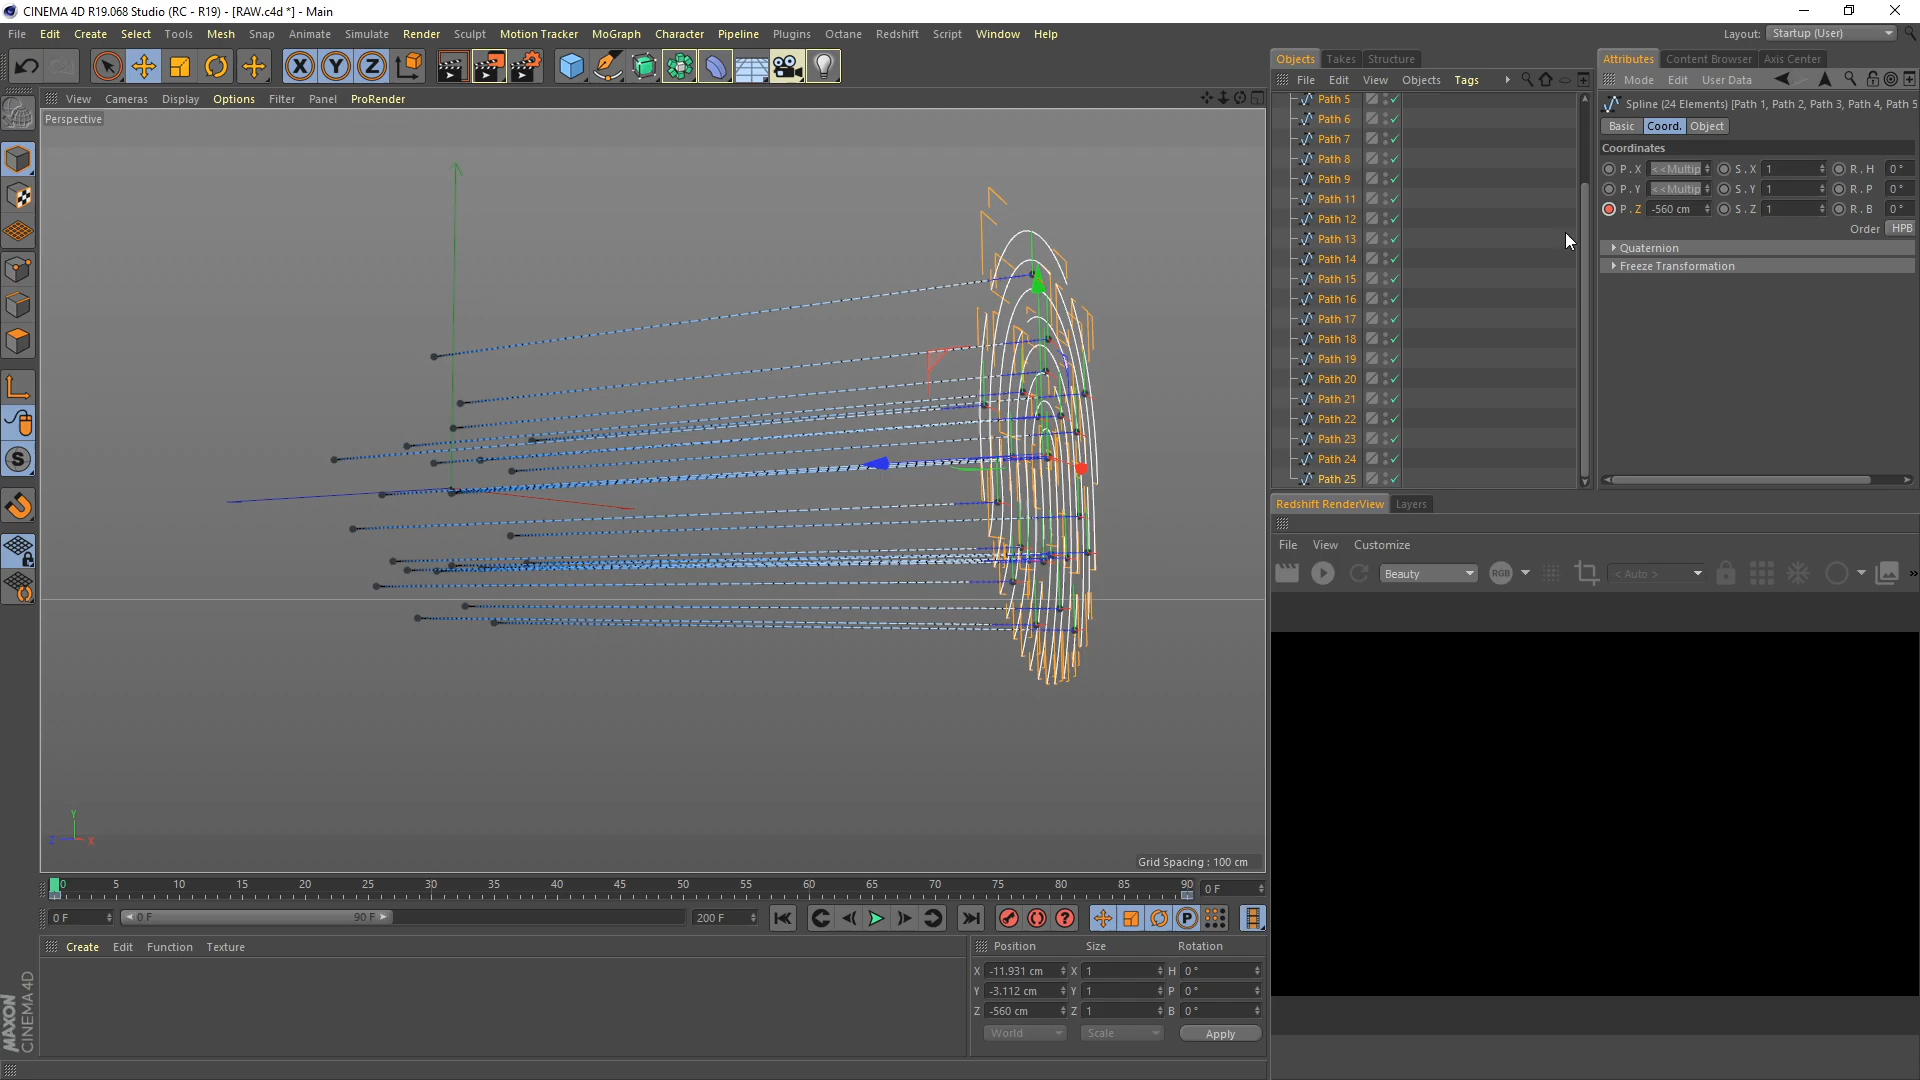 CINEMA 4D R19.068 Studio (RC - R19) - [RAW.c4d *] - Main
File Edit Create Select Tools Mesh Snap Animate Simulate Render Sculpt Motion Tracker MoGraph Character Pipeline Plugins Octane Redshift Script Window Help
Layout: Startup (User)
View Cameras Display Options Filter Panel ProRender
Perspective
Grid Spacing : 100 cm
Y
Z X
Objects Takes Structure
File Edit View Objects Tags
Path 5
Path 6
Path 7
Path 8
Path 9
Path 11
Path 12
Path 13
Path 14
Path 15
Path 16
Path 17
Path 18
Path 19
Path 20
Path 21
Path 22
Path 23
Path 24
Path 25
Attributes Content Browser Axis Center
Mode Edit User Data
Spline (24 Elements) [Path 1, Path 2, Path 3, Path 4, Path 5
Basic Coord. Object
Coordinates
P . X <<Multip S . X 1 R . H 0 °
P . Y <<Multip S . Y 1 R . P 0 °
P . Z -560 cm S . Z 1 R . B 0 °
Order HPB
Quaternion
Freeze Transformation
Redshift RenderView Layers
File View Customize
Beauty RGB < Auto > »
0 5 10 15 20 25 30 35 40 45 50 55 60 65 70 75 80 85 90 0 F
0 F 0 F 90 F 200 F
Create Edit Function Texture
Position Size Rotation
X -11.931 cm X 1 H 0 °
Y -3.112 cm Y 1 P 0 °
Z -560 cm Z 1 B 0 °
World Scale Apply
MAXON
CINEMA 4D